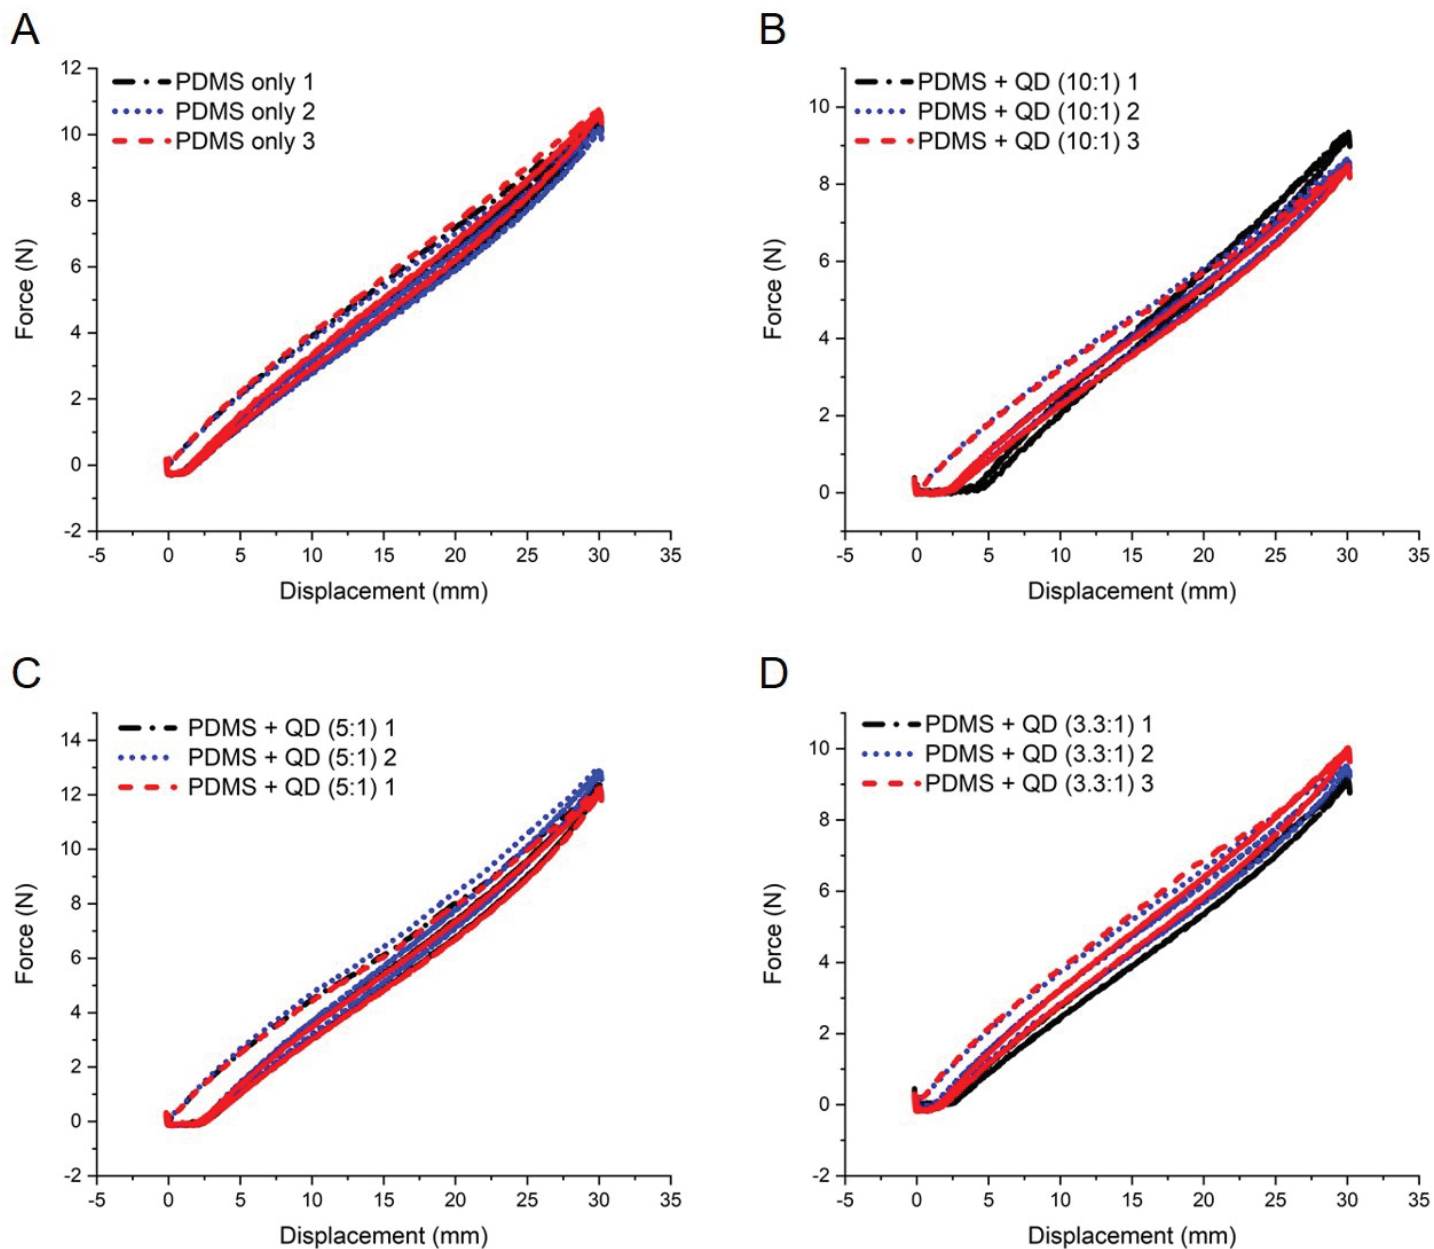 A
12
10
8
6
4
2
0
-2
Force (N)
PDMS only 1
PDMS only 2
PDMS only 3
-5 0 5 10 15 20 25 30 35
Displacement (mm)
B
10
8
6
4
2
0
Force (N)
PDMS + QD (10:1) 1
PDMS + QD (10:1) 2
PDMS + QD (10:1) 3
-5 0 5 10 15 20 25 30 35
Displacement (mm)
C
14
12
10
8
6
4
2
0
-2
Force (N)
PDMS + QD (5:1) 1
PDMS + QD (5:1) 2
PDMS + QD (5:1) 1
-5 0 5 10 15 20 25 30 35
Displacement (mm)
D
10
8
6
4
2
0
-2
Force (N)
PDMS + QD (3.3:1) 1
PDMS + QD (3.3:1) 2
PDMS + QD (3.3:1) 3
-5 0 5 10 15 20 25 30 35
Displacement (mm)